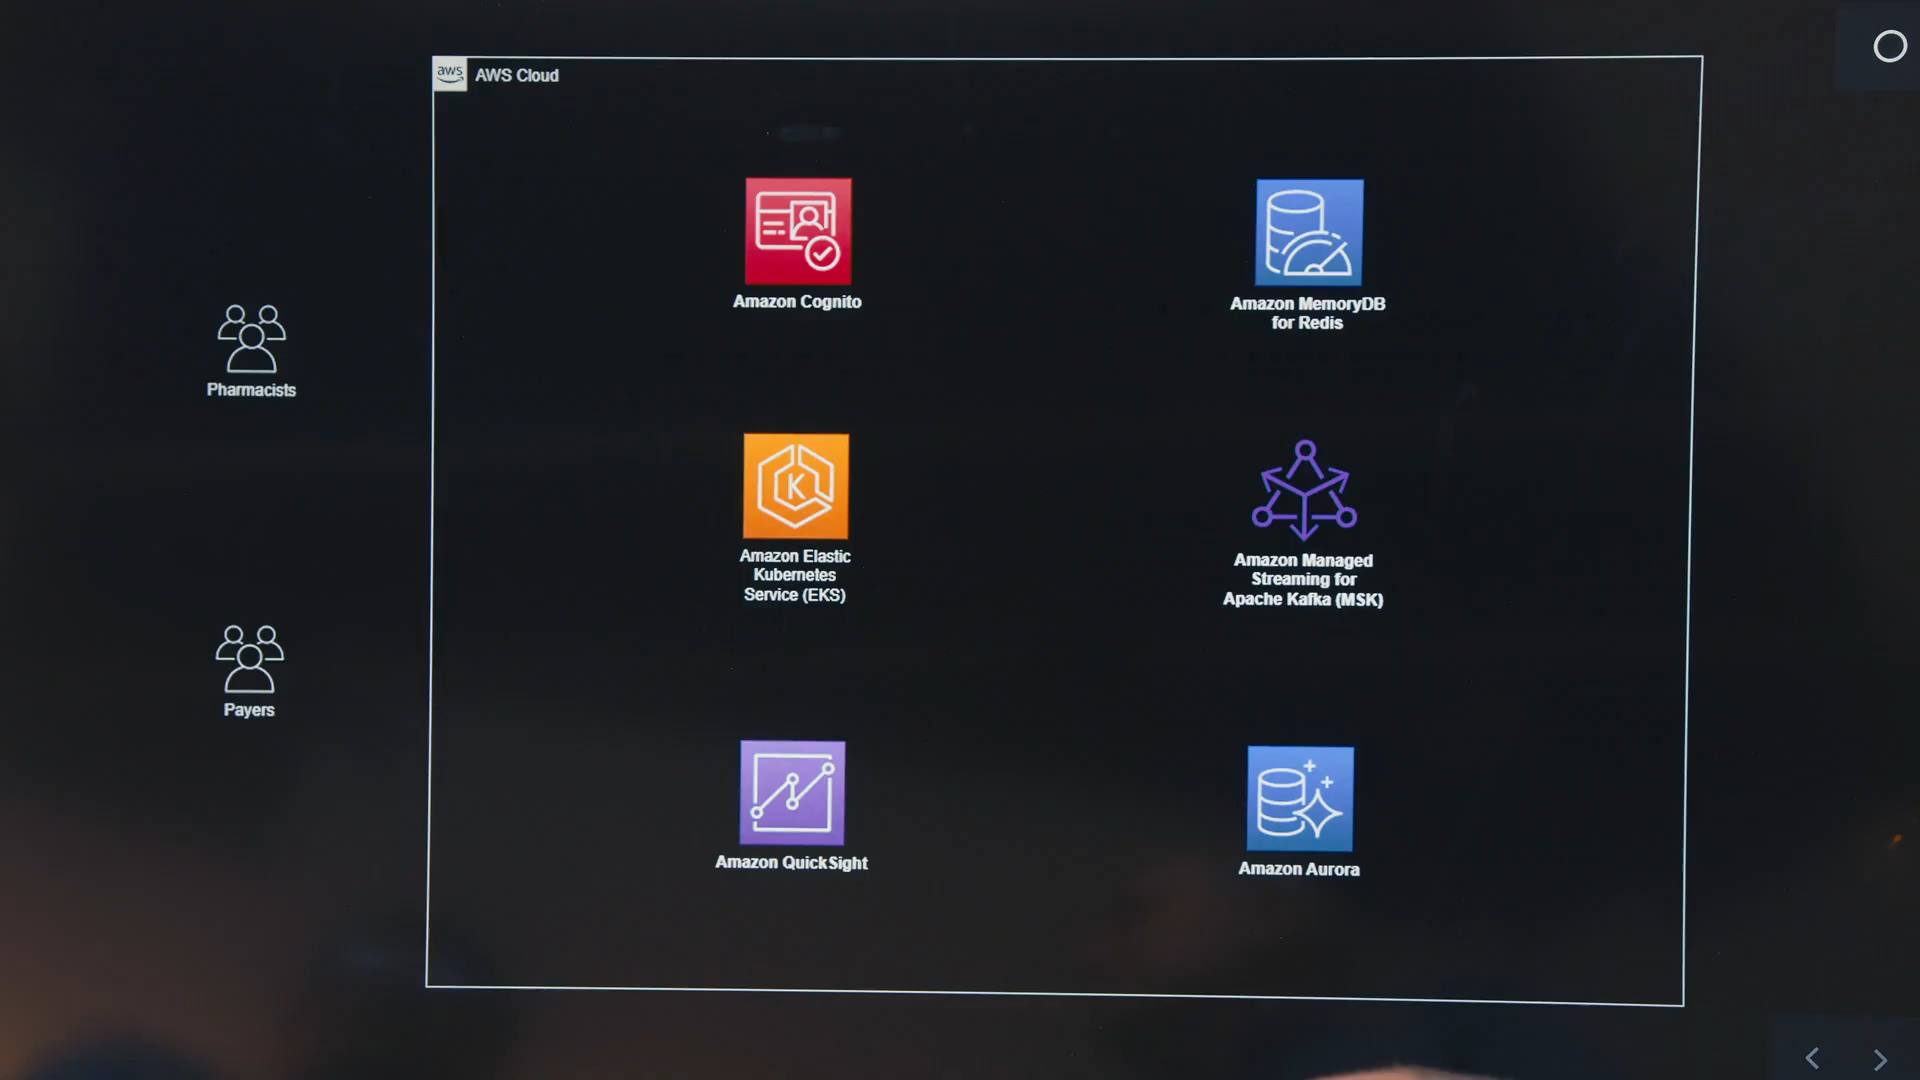 aws
AWS Cloud
Amazon Cognito
Amazon MemoryDB
for Redis
Pharmacists
K
Amazon Elastic
Kubernetes
Service (EKS)
Amazon Managed
Streaming for
Apache Kafka (MSK)
Payers
Amazon QuickSight
Amazon Aurora